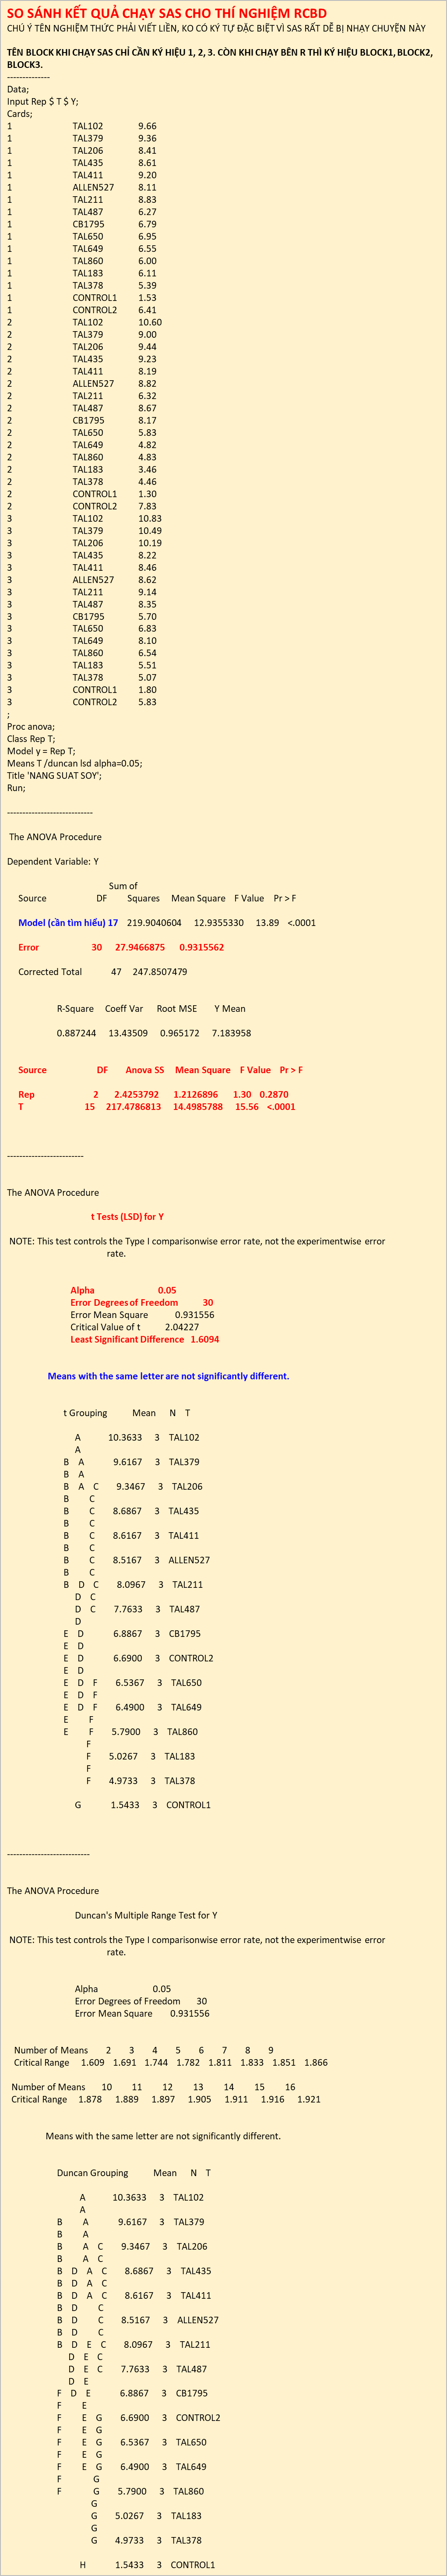 SO SÁNH KẾT QUẢ CHẠY SAS CHO THÍ NGHIỆM RCBD
CHÚ Ý TÊN NGHIỆM THỨC PHẢI VIẾT LIỀN, KO CÓ KÝ TỰ ĐẶC BIỆT VÌ SAS RẤT DỄ BỊ NHẠY CHUYỆN NÀY
TÊN BLOCK KHI CHẠY SAS CHỈ CẦN KÝ HIỆU 1, 2, 3. CÒN KHI CHẠY BÊN R THÌ KÝ HIỆU BLOCK1, BLOCK2,
BLOCK3.
--------------
Data;
Input Rep $ T $ Y;
Cards;
1 TAL102 9.66
1 TAL379 9.36
1 TAL206 8.41
1 TAL435 8.61
1 TAL411 9.20
1 ALLEN527 8.11
1 TAL211 8.83
1 TAL487 6.27
1 CB1795 6.79
1 TAL650 6.95
1 TAL649 6.55
1 TAL860 6.00
1 TAL183 6.11
1 TAL378 5.39
1 CONTROL1 1.53
1 CONTROL2 6.41
2 TAL102 10.60
2 TAL379 9.00
2 TAL206 9.44
2 TAL435 9.23
2 TAL411 8.19
2 ALLEN527 8.82
2 TAL211 6.32
2 TAL487 8.67
2 CB1795 8.17
2 TAL650 5.83
2 TAL649 4.82
2 TAL860 4.83
2 TAL183 3.46
2 TAL378 4.46
2 CONTROL1 1.30
2 CONTROL2 7.83
3 TAL102 10.83
3 TAL379 10.49
3 TAL206 10.19
3 TAL435 8.22
3 TAL411 8.46
3 ALLEN527 8.62
3 TAL211 9.14
3 TAL487 8.35
3 CB1795 5.70
3 TAL650 6.83
3 TAL649 8.10
3 TAL860 6.54
3 TAL183 5.51
3 TAL378 5.07
3 CONTROL1 1.80
3 CONTROL2 5.83
;
Proc anova;
Class Rep T;
Model y = Rep T;
Means T /duncan lsd alpha=0.05;
Title 'NANG SUAT SOY';
Run;
----------------------------
The ANOVA Procedure
Dependent Variable: Y
Sum of
Source DF Squares Mean Square F Value Pr > F
Model (cần tìm hiểu) 17 219.9040604 12.9355330 13.89 <.0001
Error 30 27.9466875 0.9315562
Corrected Total 47 247.8507479
R-Square Coeff Var Root MSE Y Mean
0.887244 13.43509 0.965172 7.183958
Source DF Anova SS Mean Square F Value Pr > F
Rep 2 2.4253792 1.2126896 1.30 0.2870
T 15 217.4786813 14.4985788 15.56 <.0001
-------------------------
The ANOVA Procedure
t Tests (LSD) for Y
NOTE: This test controls the Type I comparisonwise error rate, not the experimentwise error
rate.
Alpha 0.05
Error Degrees of Freedom 30
Error Mean Square 0.931556
Critical Value of t 2.04227
Least Significant Difference 1.6094
Means with the same letter are not significantly different.
t Grouping Mean N T
A 10.3633 3 TAL102
A
B A 9.6167 3 TAL379
B A
B A C 9.3467 3 TAL206
B C
B C 8.6867 3 TAL435
B C
B C 8.6167 3 TAL411
B C
B C 8.5167 3 ALLEN527
B C
B D C 8.0967 3 TAL211
D C
D C 7.7633 3 TAL487
D
E D 6.8867 3 CB1795
E D
E D 6.6900 3 CONTROL2
E D
E D F 6.5367 3 TAL650
E D F
E D F 6.4900 3 TAL649
E F
E F 5.7900 3 TAL860
F
F 5.0267 3 TAL183
F
F 4.9733 3 TAL378
G 1.5433 3 CONTROL1
---------------------------
The ANOVA Procedure
Duncan's Multiple Range Test for Y
NOTE: This test controls the Type I comparisonwise error rate, not the experimentwise error
rate.
Alpha 0.05
Error Degrees of Freedom 30
Error Mean Square 0.931556
Number of Means 2 3 4 5 6 7 8 9
Critical Range 1.609 1.691 1.744 1.782 1.811 1.833 1.851 1.866
Number of Means 10 11 12 13 14 15 16
Critical Range 1.878 1.889 1.897 1.905 1.911 1.916 1.921
Means with the same letter are not significantly different.
Duncan Grouping Mean N T
A 10.3633 3 TAL102
A
B A 9.6167 3 TAL379
B A
B A C 9.3467 3 TAL206
B A C
B D A C 8.6867 3 TAL435
B D A C
B D A C 8.6167 3 TAL411
B D C
B D C 8.5167 3 ALLEN527
B D C
B D E C 8.0967 3 TAL211
D E C
D E C 7.7633 3 TAL487
D E
F D E 6.8867 3 CB1795
F E
F E G 6.6900 3 CONTROL2
F E G
F E G 6.5367 3 TAL650
F E G
F E G 6.4900 3 TAL649
F G
F G 5.7900 3 TAL860
G
G 5.0267 3 TAL183
G
G 4.9733 3 TAL378
H 1.5433 3 CONTROL1